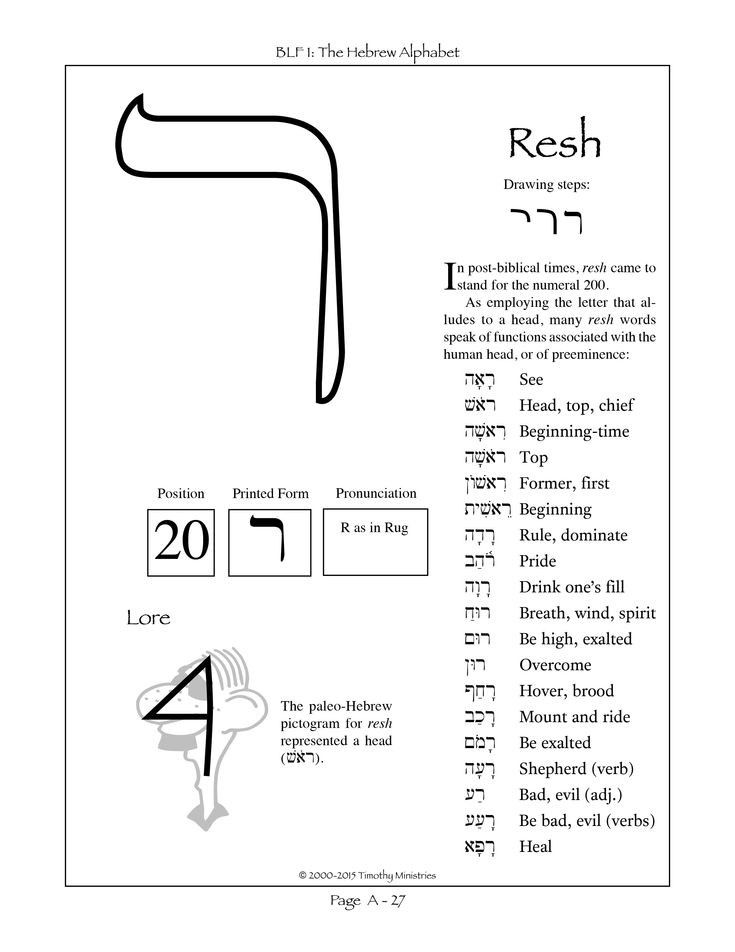 BLF I: The Hebrew Alphabet
ר
Resh
Drawing steps:
In post-biblical times, resh came to
stand for the numeral 200.
As employing the letter that al-
ludes to a head, many resh words
speak of functions associated with the
human head, or of preeminence:
רָאָה See
רֹאשׁ Head, top, chief
רִאשָׁה Beginning-time
רֹאשָׁה Top
רִאשׁוֹן Former, first
רֵאשִׁית Beginning
רָדָה Rule, dominate
רֹהַב Pride
רָוָה Drink one’s fill
רוּחַ Breath, wind, spirit
רוּם Be high, exalted
רוּן Overcome
רָחַף Hover, brood
רָכַב Mount and ride
רָמֹם Be exalted
רָעָה Shepherd (verb)
רַע Bad, evil (adj.)
רָעַע Be bad, evil (verbs)
רָפָא Heal
Position Printed Form Pronunciation
20 ר R as in Rug
Lore
The paleo-Hebrew
pictogram for resh
represented a head
(רֹאשׁ).
© 2000-2015 Timothy Ministries
Page A - 27